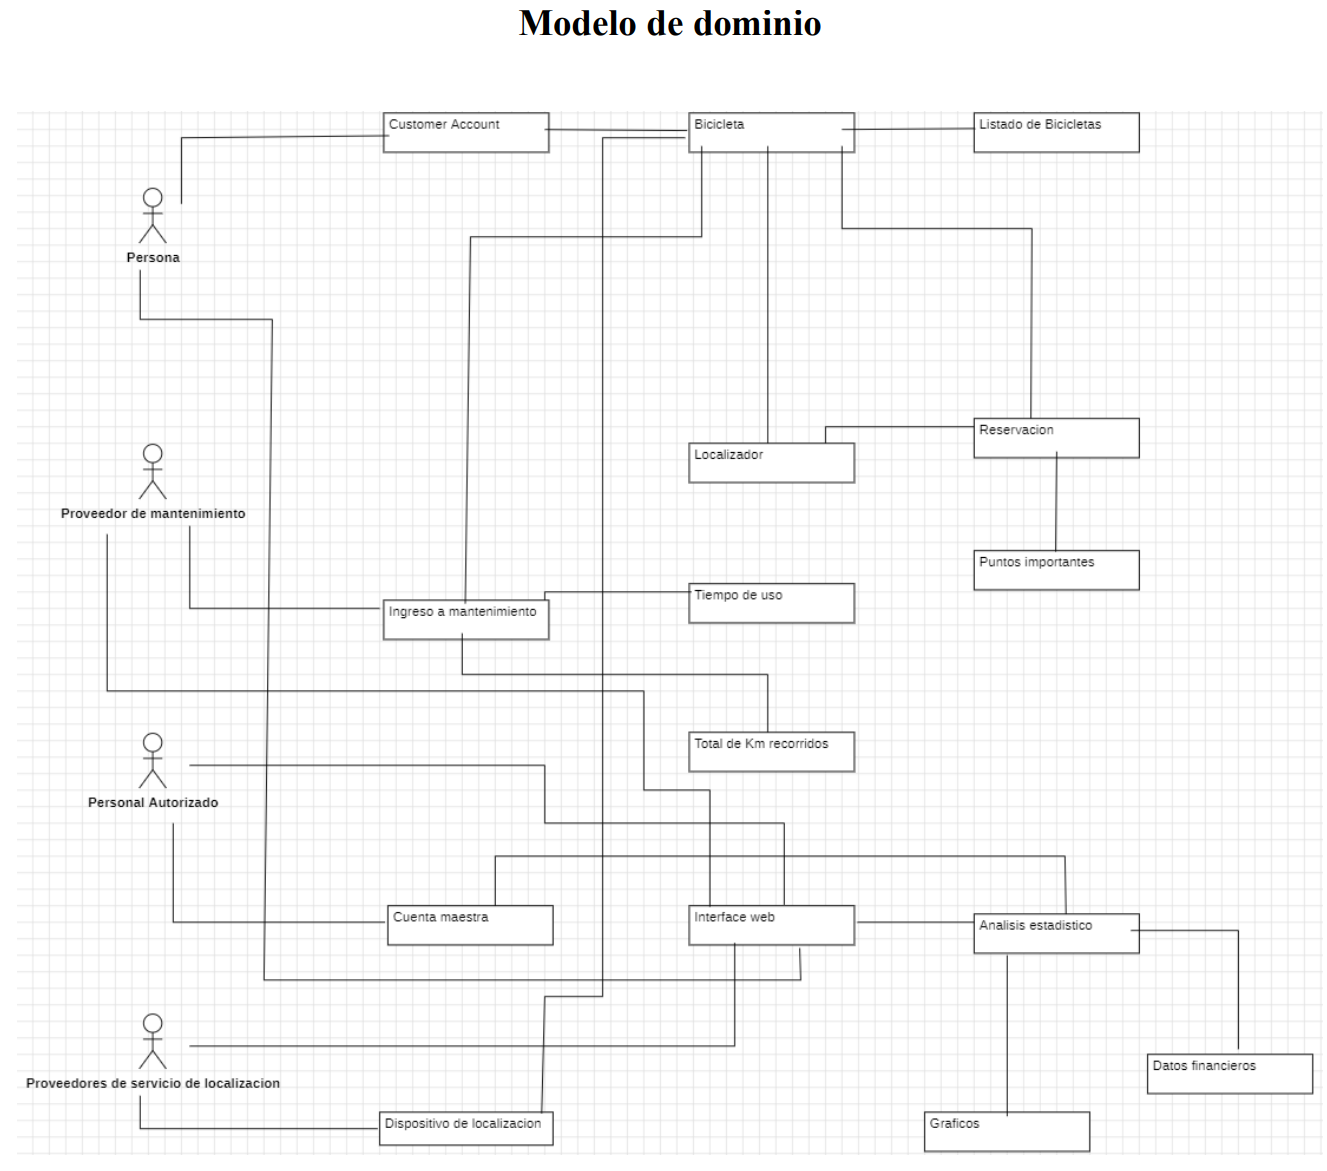 Modelo de dominio
Customer Account
Bicicleta
Listado de Bicicletas
Persona
Reservacion
Localizador
Proveedor de mantenimiento
Puntos importantes
Tiempo de uso
Ingreso a mantenimiento
Total de Km recorridos
Personal Autorizado
Cuenta maestra
Interface web
Analisis estadistico
Datos financieros
Proveedores de servicio de localizacion
Dispositivo de localizacion
Graficos